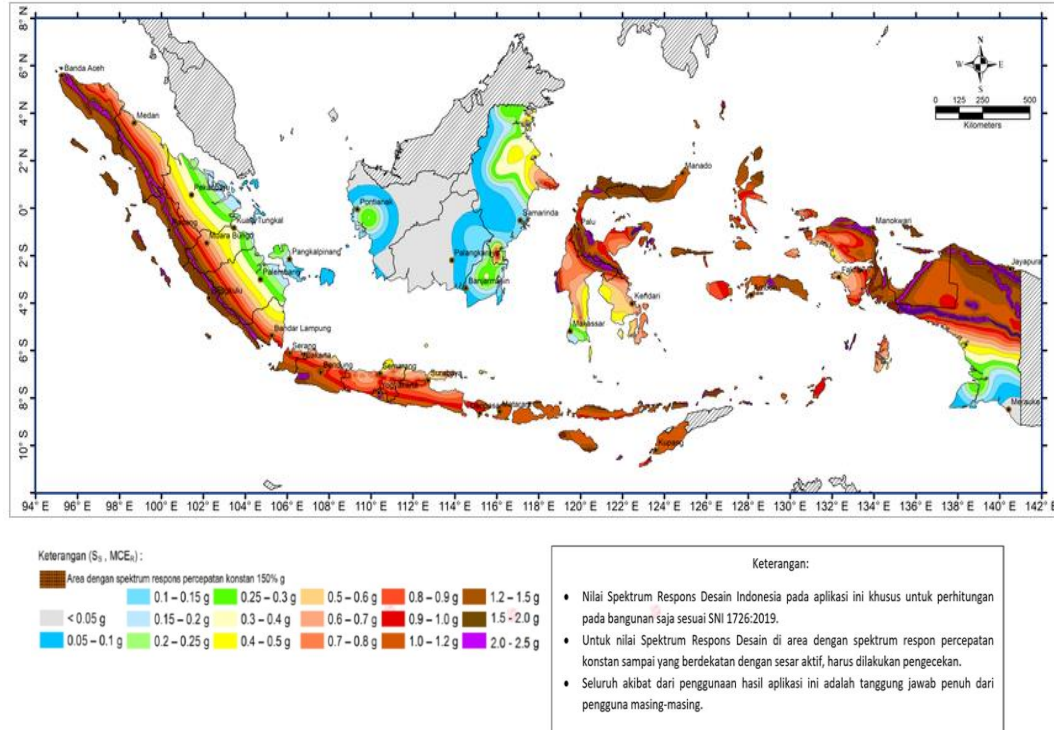 8° N
6° N
4° N
2° N
0°
2° S
4° S
6° S
8° S
10° S
94° E 96° E 98° E 100° E 102° E 104° E 106° E 108° E 110° E 112° E 114° E 116° E 118° E 120° E 122° E 124° E 126° E 128° E 130° E 132° E 134° E 136° E 138° E 140° E 142° E
N
W E
S
0 125 250 500
Kilometers
Banda Aceh
Medan
Pekanbaru
Kuala Tungkal
Muara Bungo
Pangkalpinang
Palembang
Bengkulu
Bandar Lampung
Serang
Jakarta
Bandung
Semarang
Yogyakarta
Surabaya
Mataram
Kupang
Pontianak
Palangkaraya
Banjarmasin
Samarinda
Manado
Palu
Kendari
Makassar
Manokwari
Jayapura
Merauke
Keterangan (S_S , MCE_R) :
Area dengan spektrum respons percepatan konstan 150% g
< 0.05 g
0.05 – 0.1 g
0.1 – 0.15 g
0.15 – 0.2 g
0.2 – 0.25 g
0.25 – 0.3 g
0.3 – 0.4 g
0.4 – 0.5 g
0.5 – 0.6 g
0.6 – 0.7 g
0.7 – 0.8 g
0.8 – 0.9 g
0.9 – 1.0 g
1.0 – 1.2 g
1.2 – 1.5 g
1.5 – 2.0 g
2.0 - 2.5 g
Keterangan:
• Nilai Spektrum Respons Desain Indonesia pada aplikasi ini khusus untuk perhitungan
pada bangunan saja sesuai SNI 1726:2019.
• Untuk nilai Spektrum Respons Desain di area dengan spektrum respon percepatan
konstan sampai yang berdekatan dengan sesar aktif, harus dilakukan pengecekan.
• Seluruh akibat dari penggunaan hasil aplikasi ini adalah tanggung jawab penuh dari
pengguna masing-masing.